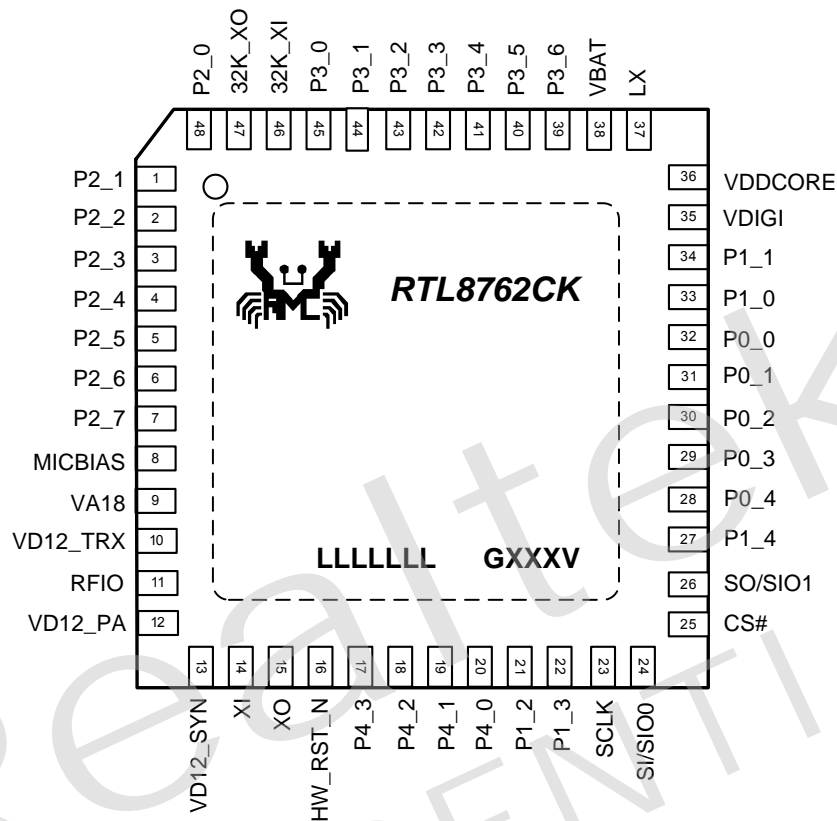 P2_0
32K_XO
32K_XI
P3_0
P3_1
P3_2
P3_3
P3_4
P3_5
P3_6
VBAT
LX
48
47
46
45
44
43
42
41
40
39
38
37
P2_1 1
P2_2 2
P2_3 3
P2_4 4
P2_5 5
P2_6 6
P2_7 7
MICBIAS 8
VA18 9
VD12_TRX 10
RFIO 11
VD12_PA 12
RTL8762CK
LLLLLLL GXXXV
36 VDDCORE
35 VDIGI
34 P1_1
33 P1_0
32 P0_0
31 P0_1
30 P0_2
29 P0_3
28 P0_4
27 P1_4
26 SO/SIO1
25 CS#
13
14
15
16
17
18
19
20
21
22
23
24
VD12_SYN
XI
XO
HW_RST_N
P4_3
P4_2
P4_1
P4_0
P1_2
P1_3
SCLK
SI/SIO0
Realtek
ENTI